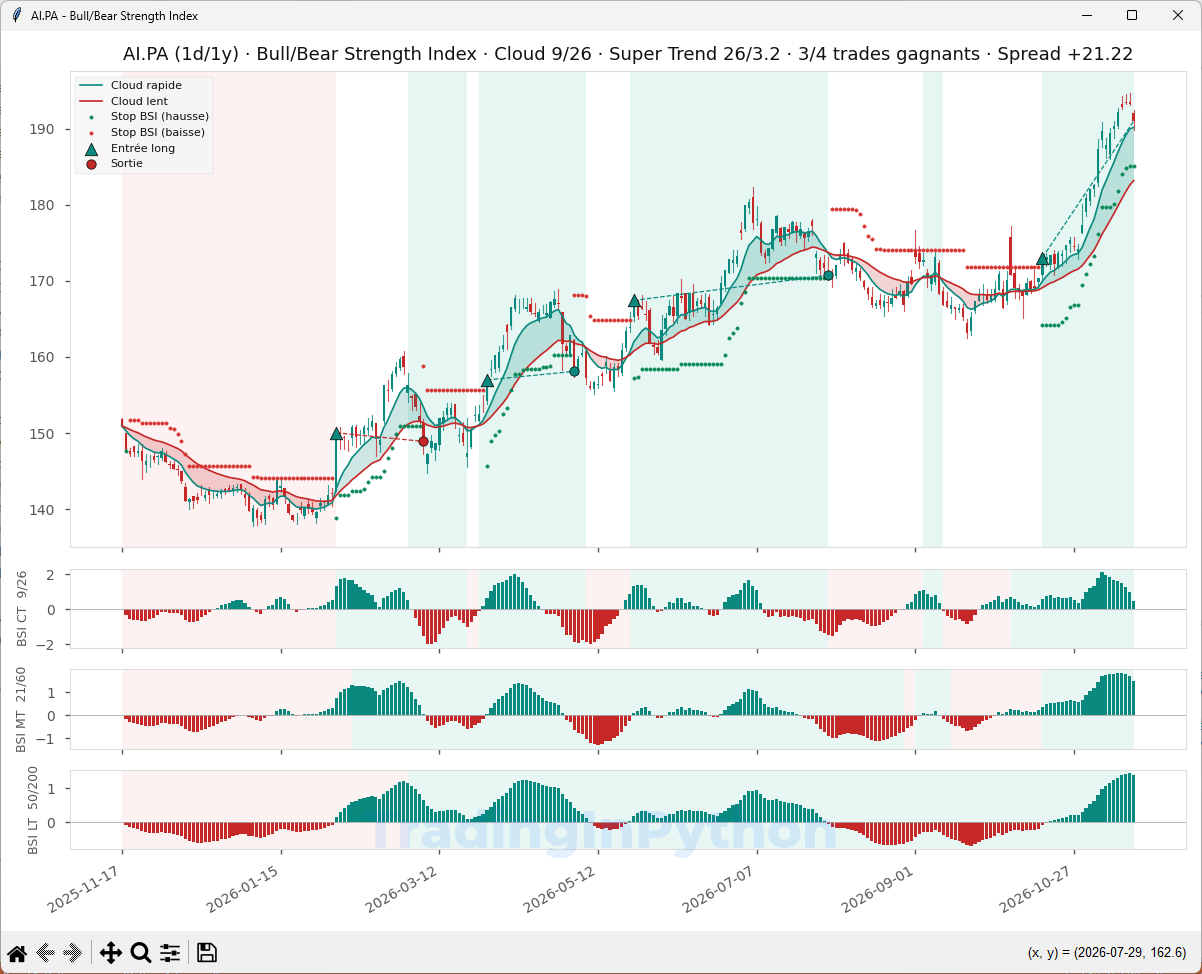 AI.PA - Bull/Bear Strength Index
AI.PA (1d/1y) · Bull/Bear Strength Index · Cloud 9/26 · Super Trend 26/3.2 · 3/4 trades gagnants · Spread +21.22
Cloud rapide
Cloud lent
Stop BSI (hausse)
Stop BSI (baisse)
Entrée long
Sortie
190
180
170
160
150
140
BSI CT 9/26
2
0
−2
BSI MT 21/60
1
0
−1
BSI LT 50/200
1
0
TradingInPython
2025-11-17
2026-01-15
2026-03-12
2026-05-12
2026-07-07
2026-09-01
2026-10-27
(x, y) = (2026-07-29, 162.6)